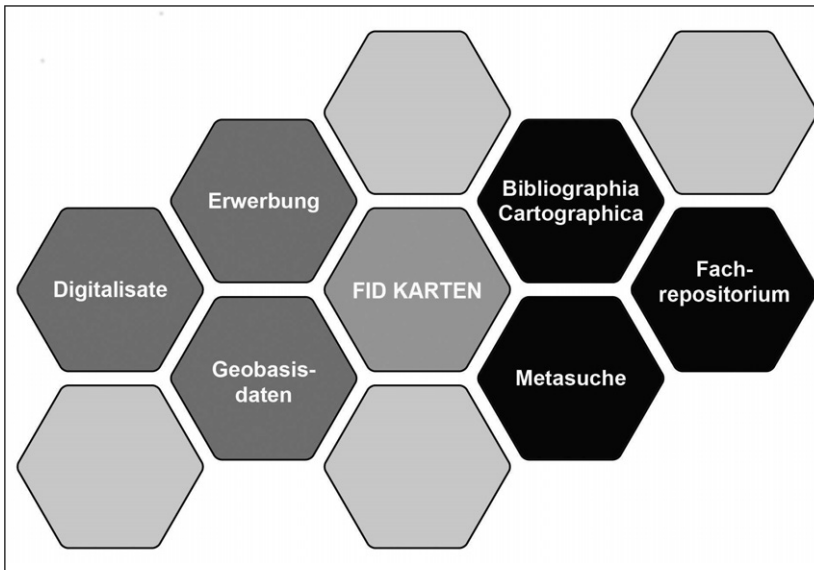 Erwerbung
Bibliographia
Cartographica
Digitalisate
FID KARTEN
Fach-
repositorium
Geobasis-
daten
Metasuche